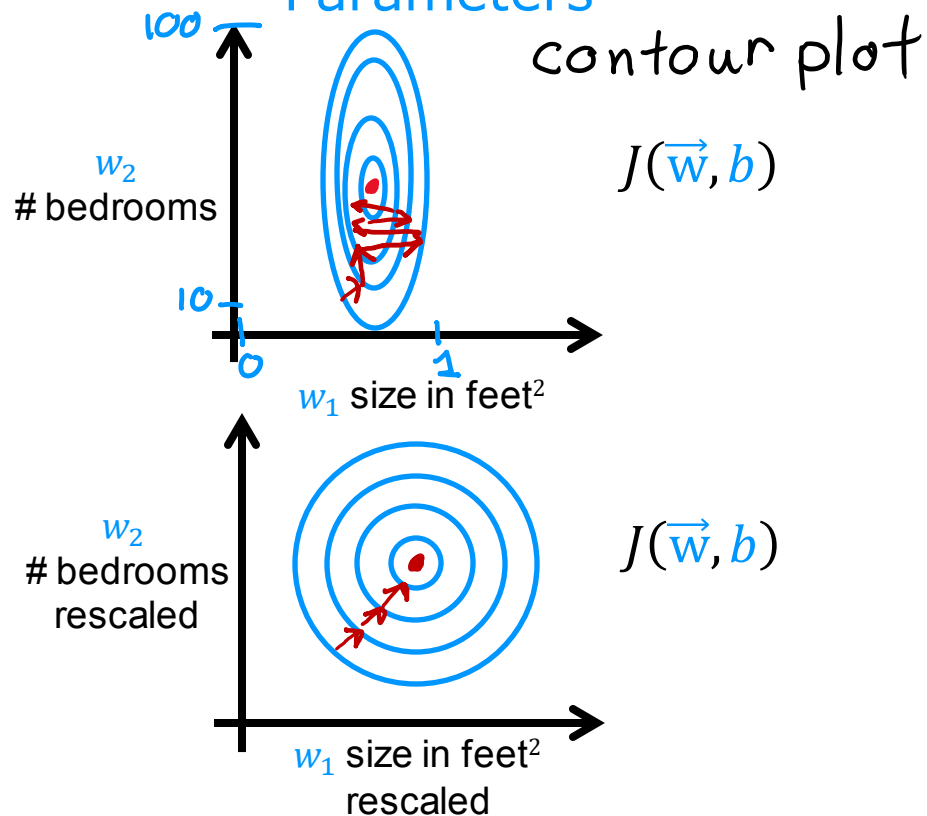 Parameters
100
contour plot
w₂
# bedrooms
J(w⃗, b)
10
0
1
w₁ size in feet²
w₂
# bedrooms
rescaled
J(w⃗, b)
w₁ size in feet²
rescaled